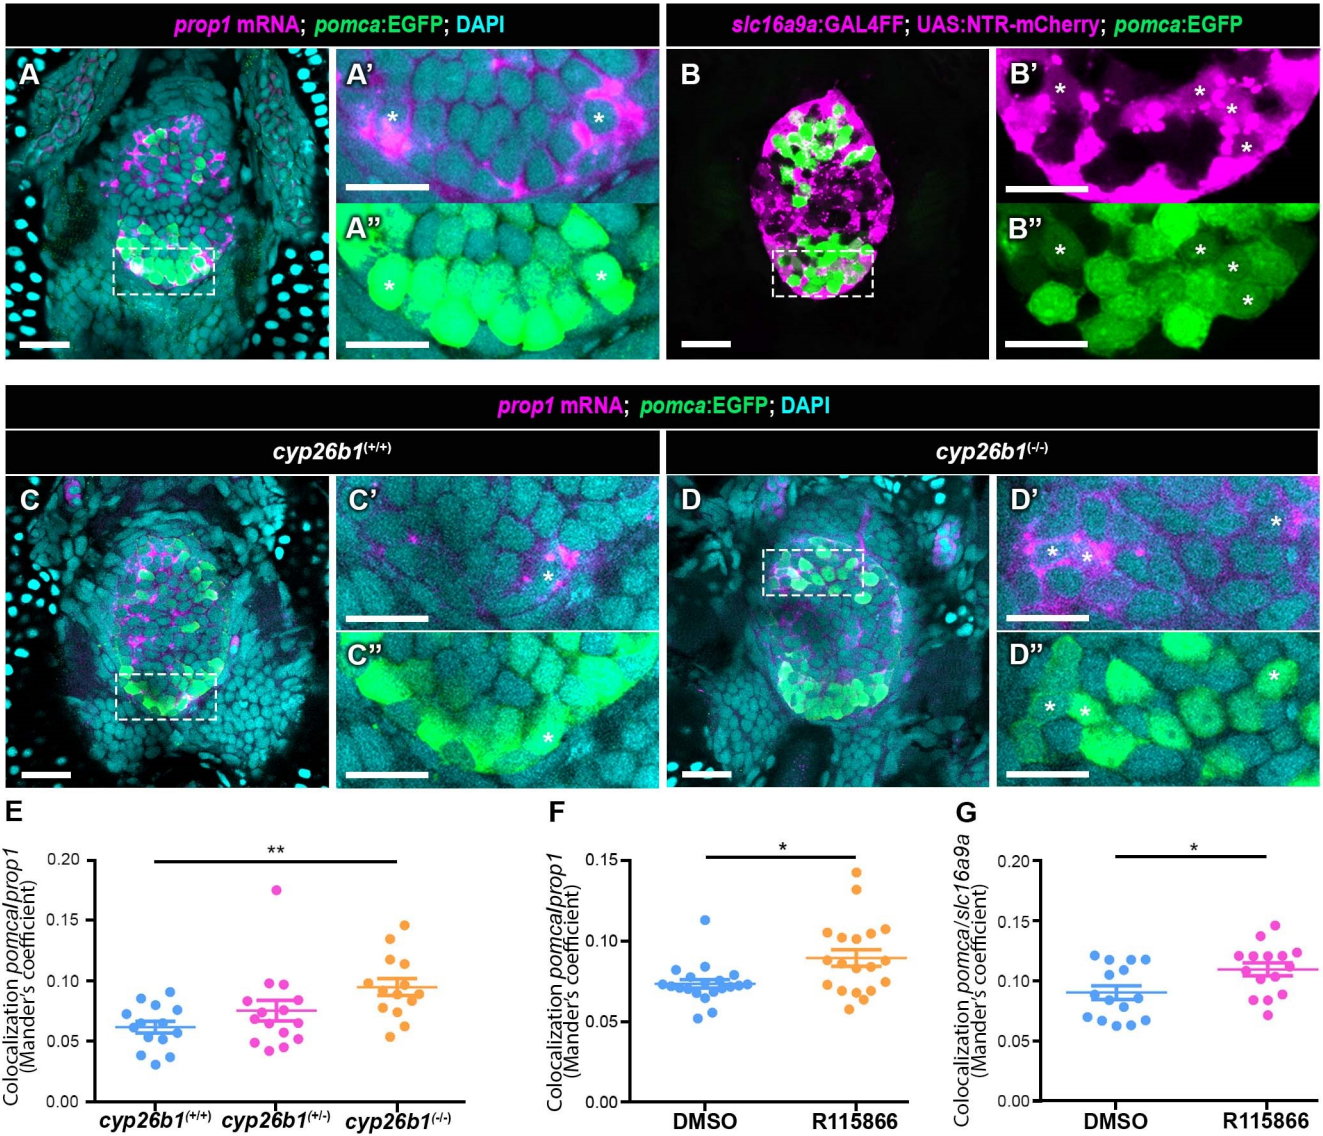 prop1 mRNA; pomca:EGFP; DAPI
slc16a9a:GAL4FF; UAS:NTR-mCherry; pomca:EGFP
A
A'
*
*
A"
*
*
B
B'
*
*
*
*
B"
*
*
*
*
prop1 mRNA; pomca:EGFP; DAPI
cyp26b1(+/+)
cyp26b1(-/-)
C
C'
*
C"
*
D
D'
*
*
*
D"
*
*
*
E
Colocalization pomca/prop1
(Mander's coefficient)
0.20
0.15
0.10
0.05
0.00
**
cyp26b1(+/+)
cyp26b1(+/-)
cyp26b1(-/-)
F
Colocalization pomca/prop1
(Mander's coefficient)
0.15
0.10
0.05
0.00
*
DMSO
R115866
G
Colocalization pomca/slc16a9a
(Mander's coefficient)
0.20
0.15
0.10
0.05
0.00
*
DMSO
R115866